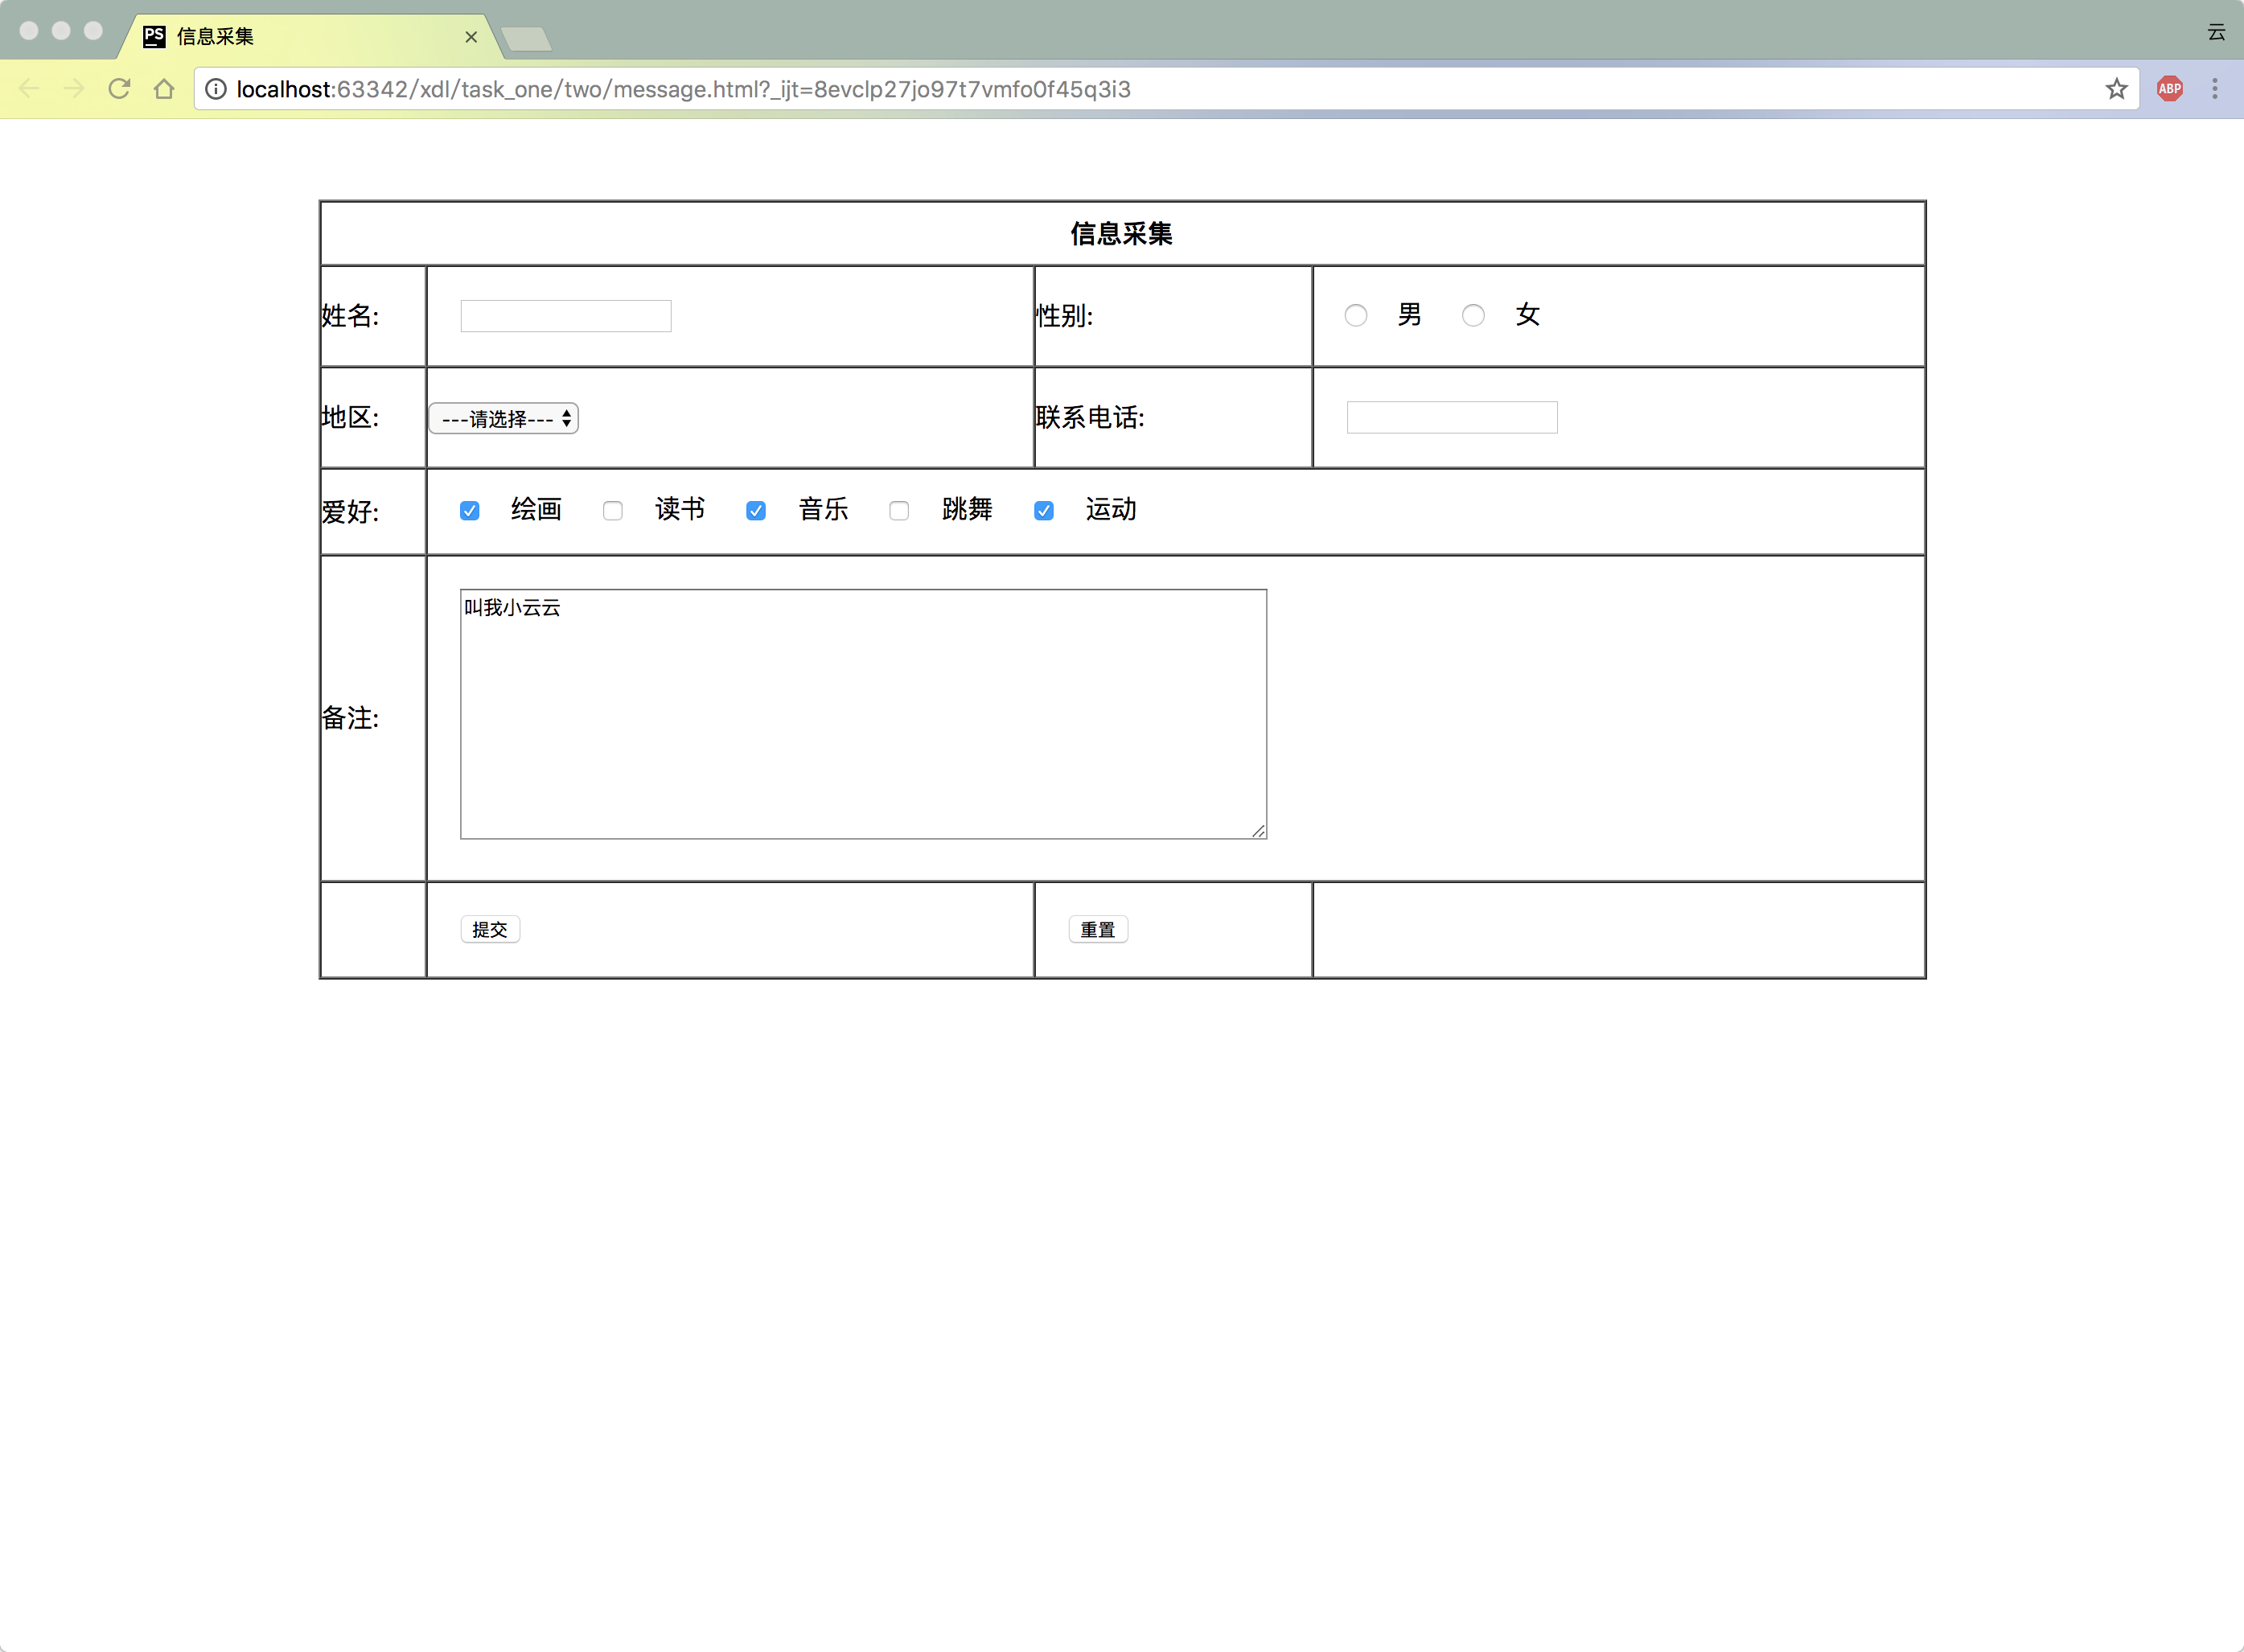 PS 信息采集
云
localhost:63342/xdl/task_one/two/message.html?_ijt=8evclp27jo97t7vmfo0f45q3i3
ABP
信息采集
姓名: 性别: 男 女
地区: ---请选择--- 联系电话:
爱好: 绘画 读书 音乐 跳舞 运动
叫我小云云
备注:
提交 重置